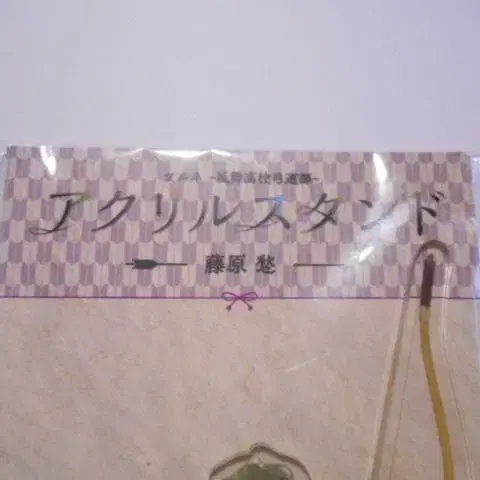 ツルネ -風舞高校弓道部-
アクリルスタンド
藤原 愁